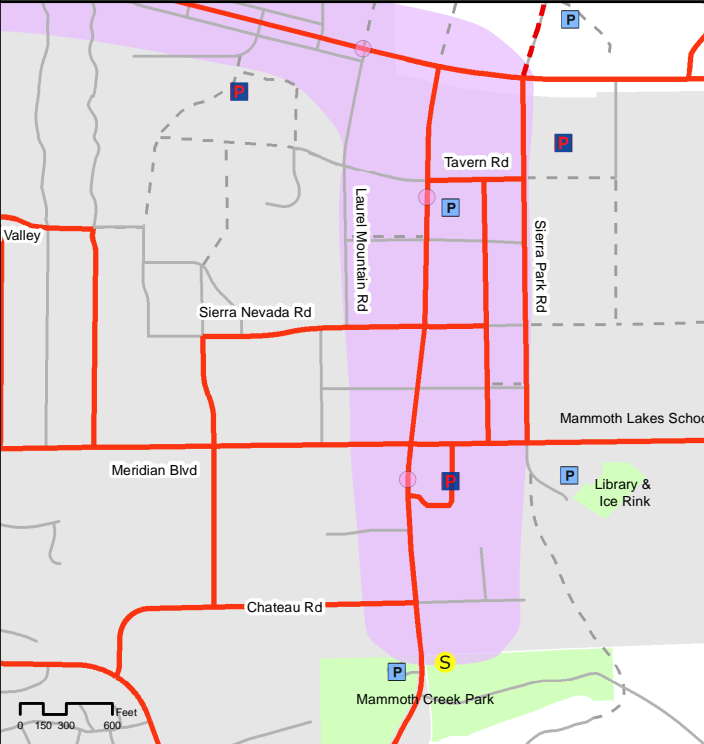 P
P
P
Tavern Rd
P
Laurel Mountain Rd
Sierra Park Rd
Valley
Sierra Nevada Rd
Mammoth Lakes Schoo
Meridian Blvd
P
P
Library &
Ice Rink
Chateau Rd
S
P
Mammoth Creek Park
Feet
0 150 300 600